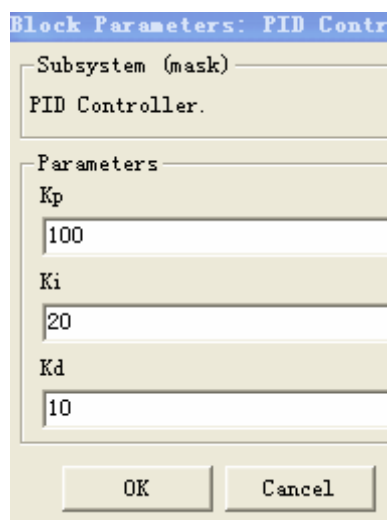 Block Parameters: PID Contr
Subsystem (mask)
PID Controller.
Parameters
Kp
100
Ki
20
Kd
10
OK
Cancel